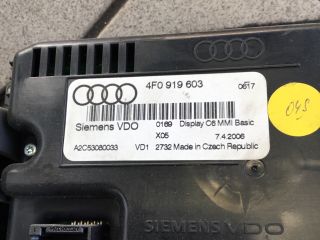 4F0 919 603
0617
Siemens VDO 0169 Display C6 MMI Basic
X05 7.4.2006
A2C53080033 VD1 2732 Made in Czech Republic
04S
SIEMENS VDO